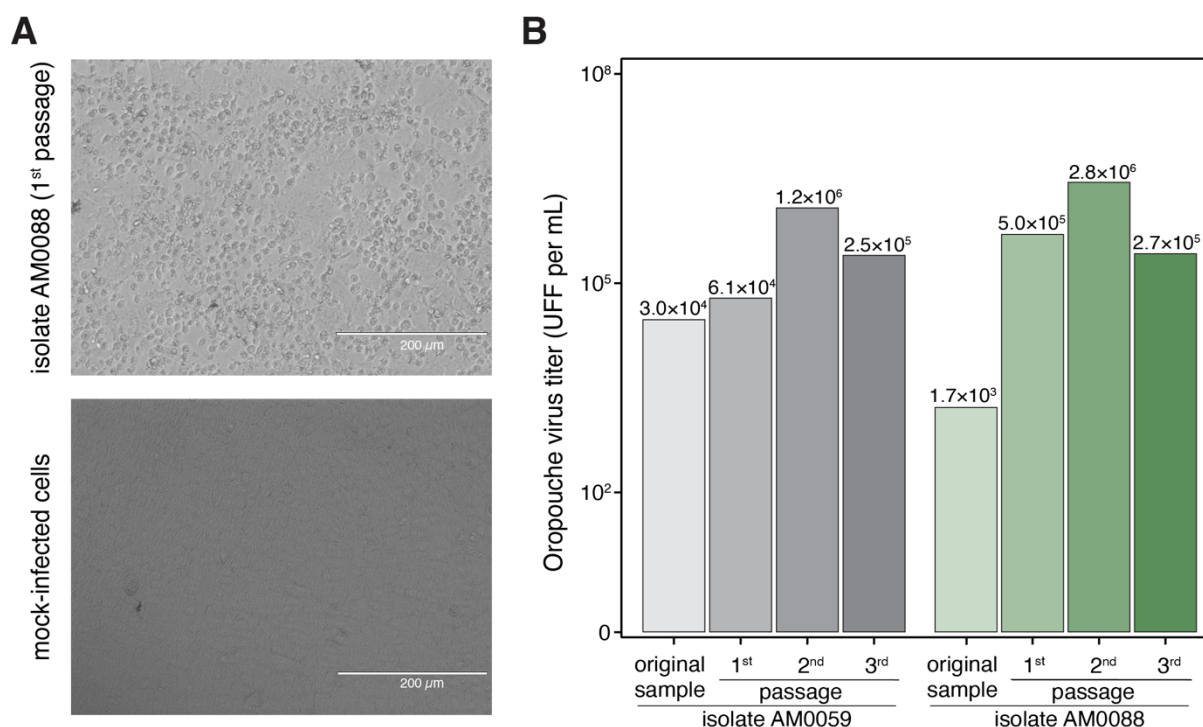 A
isolate AM0088 (1st passage)
200 µm
mock-infected cells
200 µm
B
Oropouche virus titer (UFF per mL)
10⁸
10⁵
10²
0
3.0×10⁴
6.1×10⁴
1.2×10⁶
2.5×10⁵
1.7×10³
5.0×10⁵
2.8×10⁶
2.7×10⁵
original sample
1st
2nd
3rd
passage
isolate AM0059
original sample
1st
2nd
3rd
passage
isolate AM0088